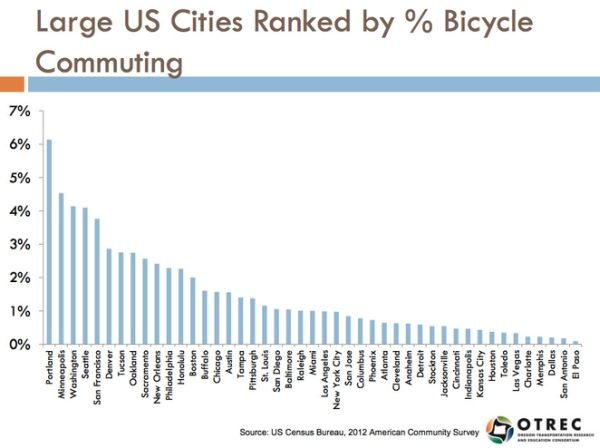 Large US Cities Ranked by % Bicycle
Commuting
7%
6%
5%
4%
3%
2%
1%
0%
Portland
Minneapolis
Washington
Seattle
San Francisco
Denver
Tucson
Oakland
Sacramento
New Orleans
Philadelphia
Honolulu
Boston
Buffalo
Chicago
Austin
Tampa
Pittsburgh
St. Louis
San Diego
Baltimore
Raleigh
Miami
Los Angeles
New York City
San Jose
Columbus
Phoenix
Atlanta
Cleveland
Anaheim
Detroit
Stockton
Jacksonville
Cincinnati
Indianapolis
Kansas City
Houston
Toledo
Las Vegas
Charlotte
Memphis
Dallas
San Antonio
El Paso
Source: US Census Bureau, 2012 American Community Survey
OTREC
OREGON TRANSPORTATION RESEARCH
AND EDUCATION CONSORTIUM